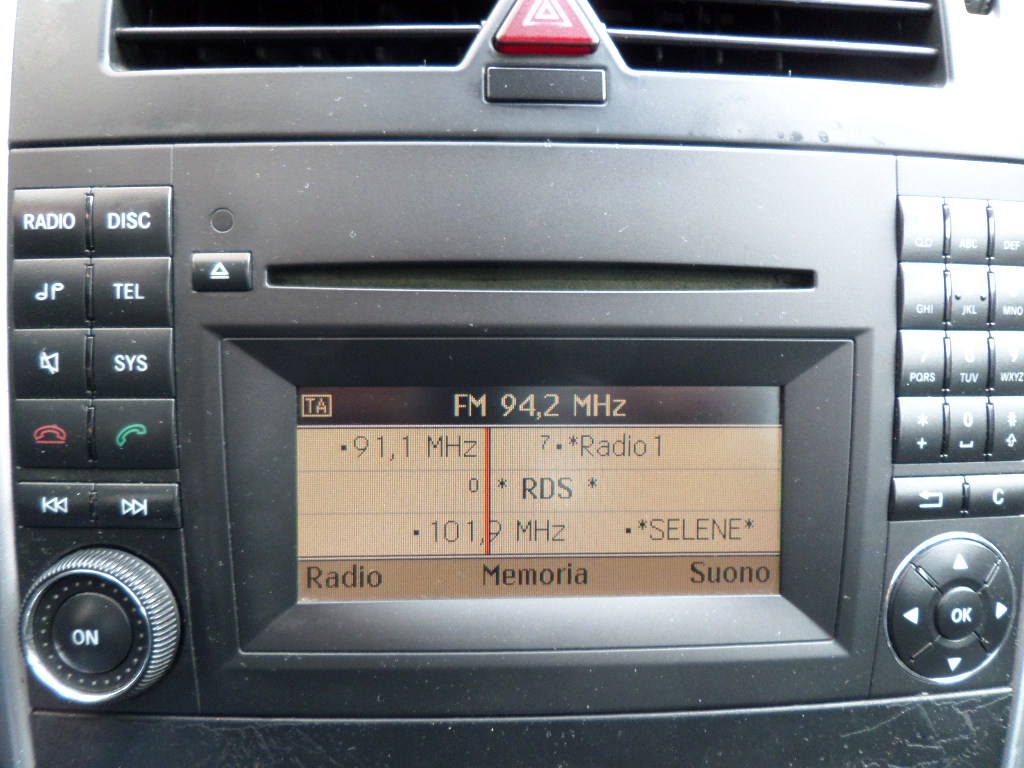 RADIO DISC
TEL
SYS
ON
TA FM 94,2 MHz
·91,1 MHz 7·*Radio1
0 * RDS *
·101,9 MHz ·*SELENE*
Radio Memoria Suono
ABC DEF
GHI JKL MNO
PQRS TUV WXYZ
* 0
+
C
OK